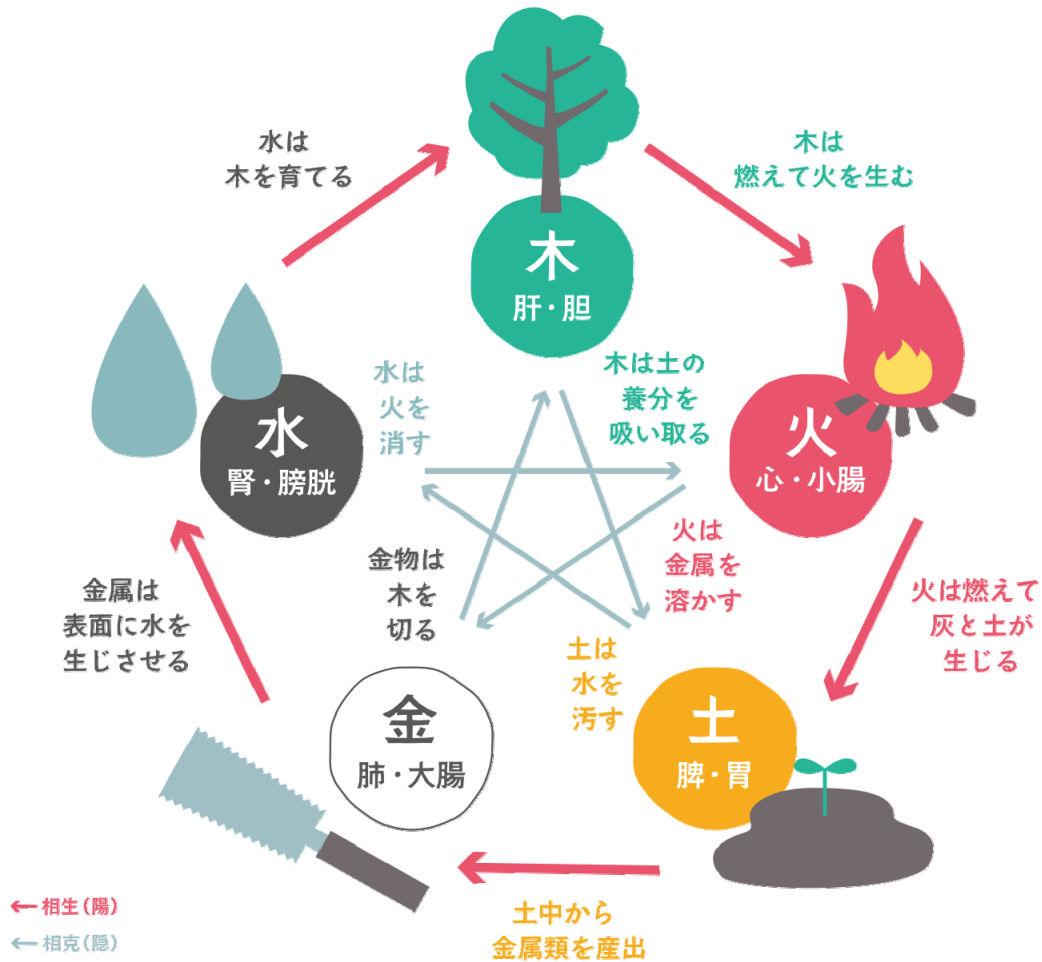 水は
木を育てる
木は
燃えて火を生む
木
肝・胆
水は
火を
消す
木は土の
養分を
吸い取る
水
腎・膀胱
火
心・小腸
金物は
木を
切る
火は
金属を
溶かす
金属は
表面に水を
生じさせる
火は燃えて
灰と土が
生じる
土は
水を
汚す
金
肺・大腸
土
脾・胃
土中から
金属類を産出
相生(陽)
相克(隠)